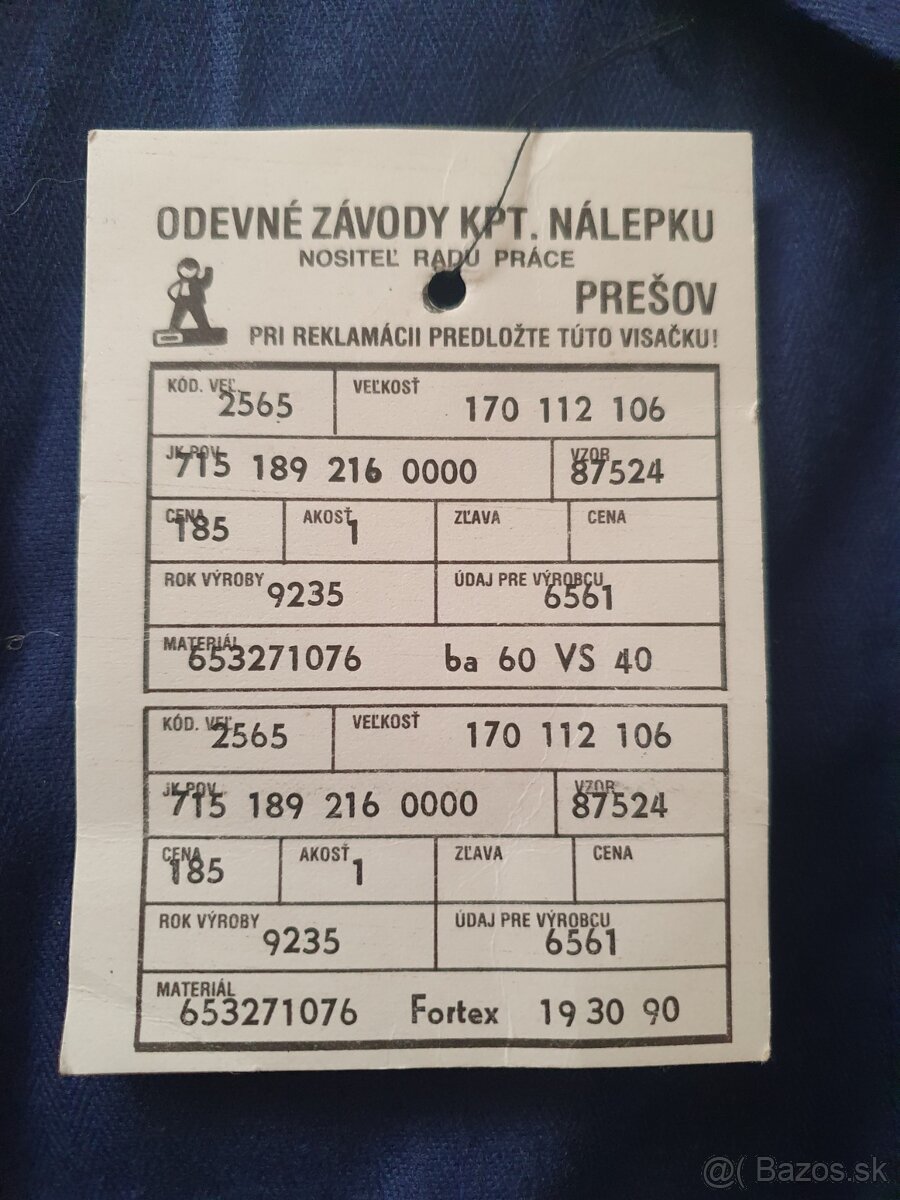 ODEVNÉ ZÁVODY KPT. NÁLEPKU
NOSITEĽ RADU PRÁCE
PREŠOV
PRI REKLAMÁCII PREDLOŽTE TÚTO VISAČKU!
KÓD. VEĽ. 2565 VEĽKOSŤ 170 112 106
JK POV. 715 189 216 0000 VZOR 87524
CENA 185 AKOSŤ 1 ZĽAVA CENA
ROK VÝROBY 9235 ÚDAJ PRE VÝROBCU 6561
MATERIÁL 653271076 ba 60 VS 40
KÓD. VEĽ. 2565 VEĽKOSŤ 170 112 106
JK POV. 715 189 216 0000 VZOR 87524
CENA 185 AKOSŤ 1 ZĽAVA CENA
ROK VÝROBY 9235 ÚDAJ PRE VÝROBCU 6561
MATERIÁL 653271076 Fortex 19 30 90
@( Bazos.sk